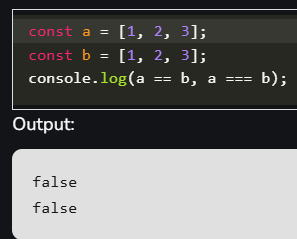 const a = [1, 2, 3];
const b = [1, 2, 3];
console.log(a == b, a === b);
Output:
false
false